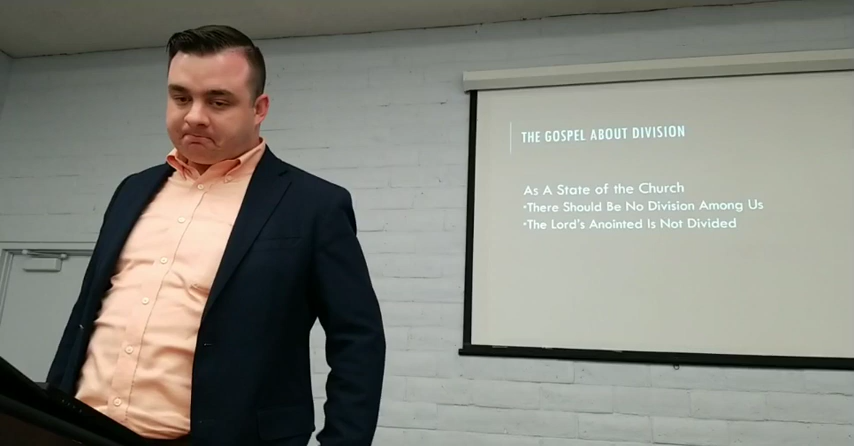 THE GOSPEL ABOUT DIVISION
As A State of the Church
•There Should Be No Division Among Us
•The Lord's Anointed Is Not Divided